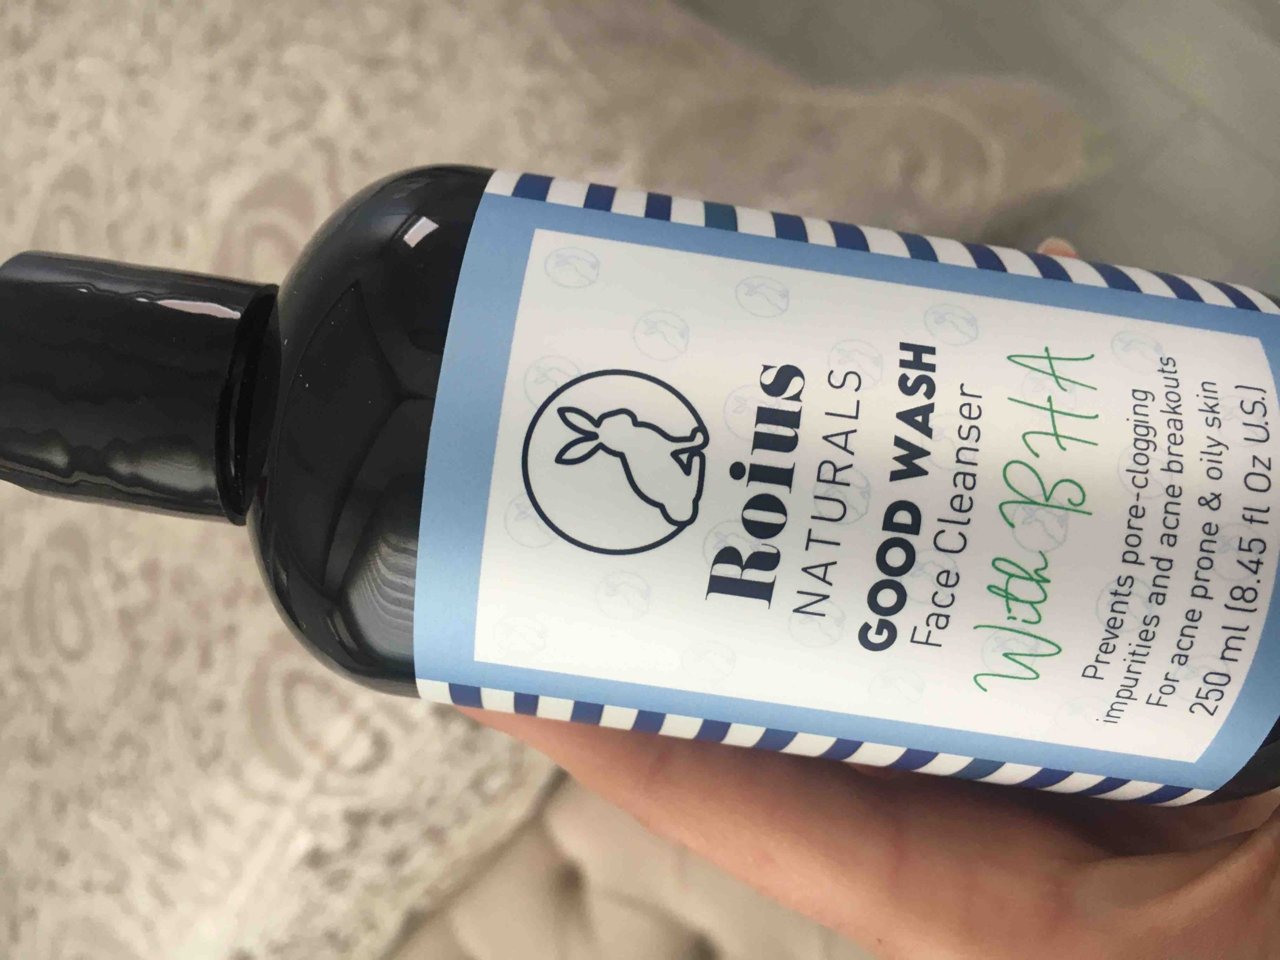 Roius
NATURALS
GOOD WASH
Face Cleanser
With BHA
Prevents pore-clogging
impurities and acne breakouts
For acne prone & oily skin
250 ml (8.45 fl Oz U.S.)